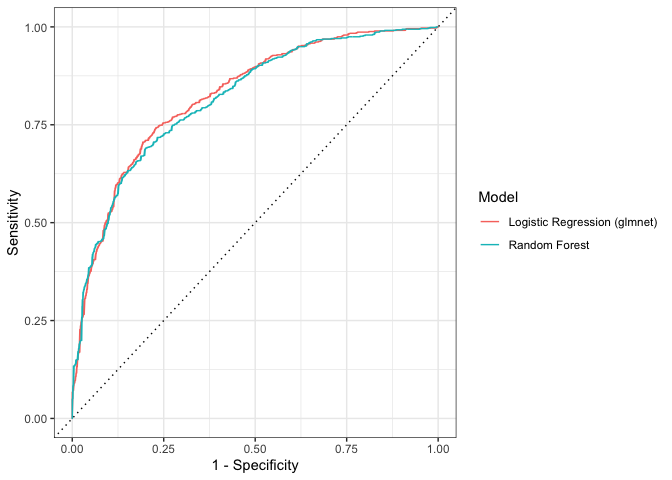 1.00
0.75
0.50
0.25
0.00
Sensitivity
0.00 0.25 0.50 0.75 1.00
1 - Specificity
Model
Logistic Regression (glmnet)
Random Forest